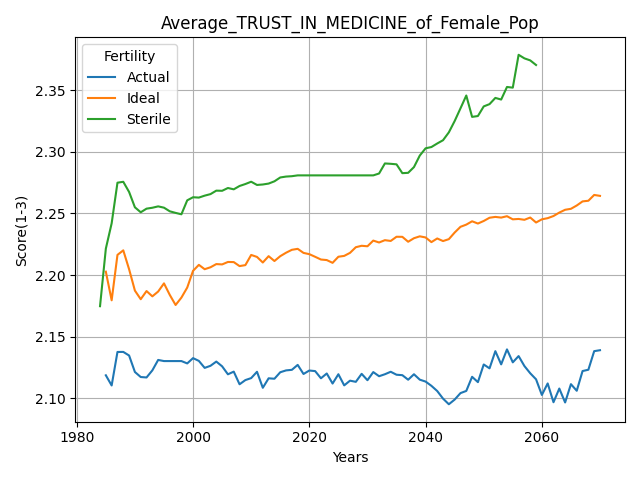 Average_TRUST_IN_MEDICINE_of_Female_Pop
Fertility
Actual
Ideal
Sterile
Score(1-3)
2.35
2.30
2.25
2.20
2.15
2.10
1980 2000 2020 2040 2060
Years